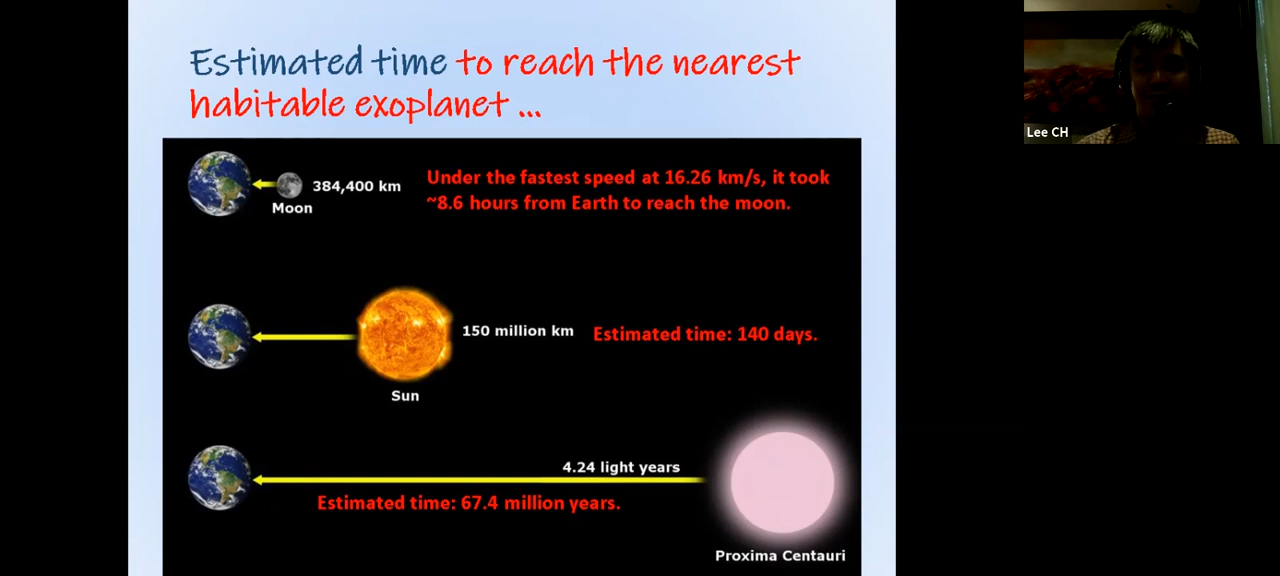 Estimated time to reach the nearest
habitable exoplanet ...
Lee CH
384,400 km
Moon
Under the fastest speed at 16.26 km/s, it took
~8.6 hours from Earth to reach the moon.
150 million km
Estimated time: 140 days.
Sun
4.24 light years
Estimated time: 67.4 million years.
Proxima Centauri